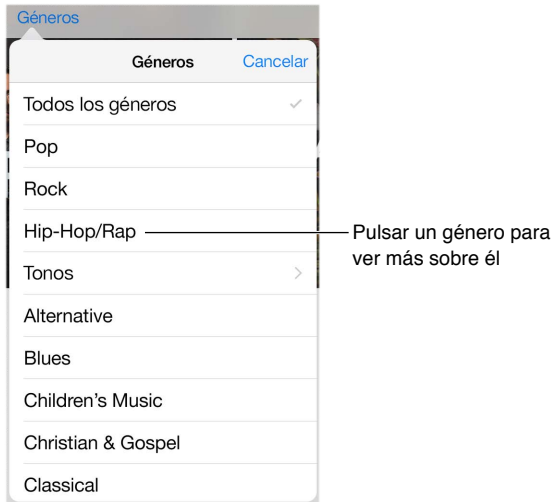 Géneros
Géneros Cancelar
Todos los géneros
Pop
Rock
Hip-Hop/Rap
Pulsar un género para
ver más sobre él
Tonos
Alternative
Blues
Children’s Music
Christian & Gospel
Classical